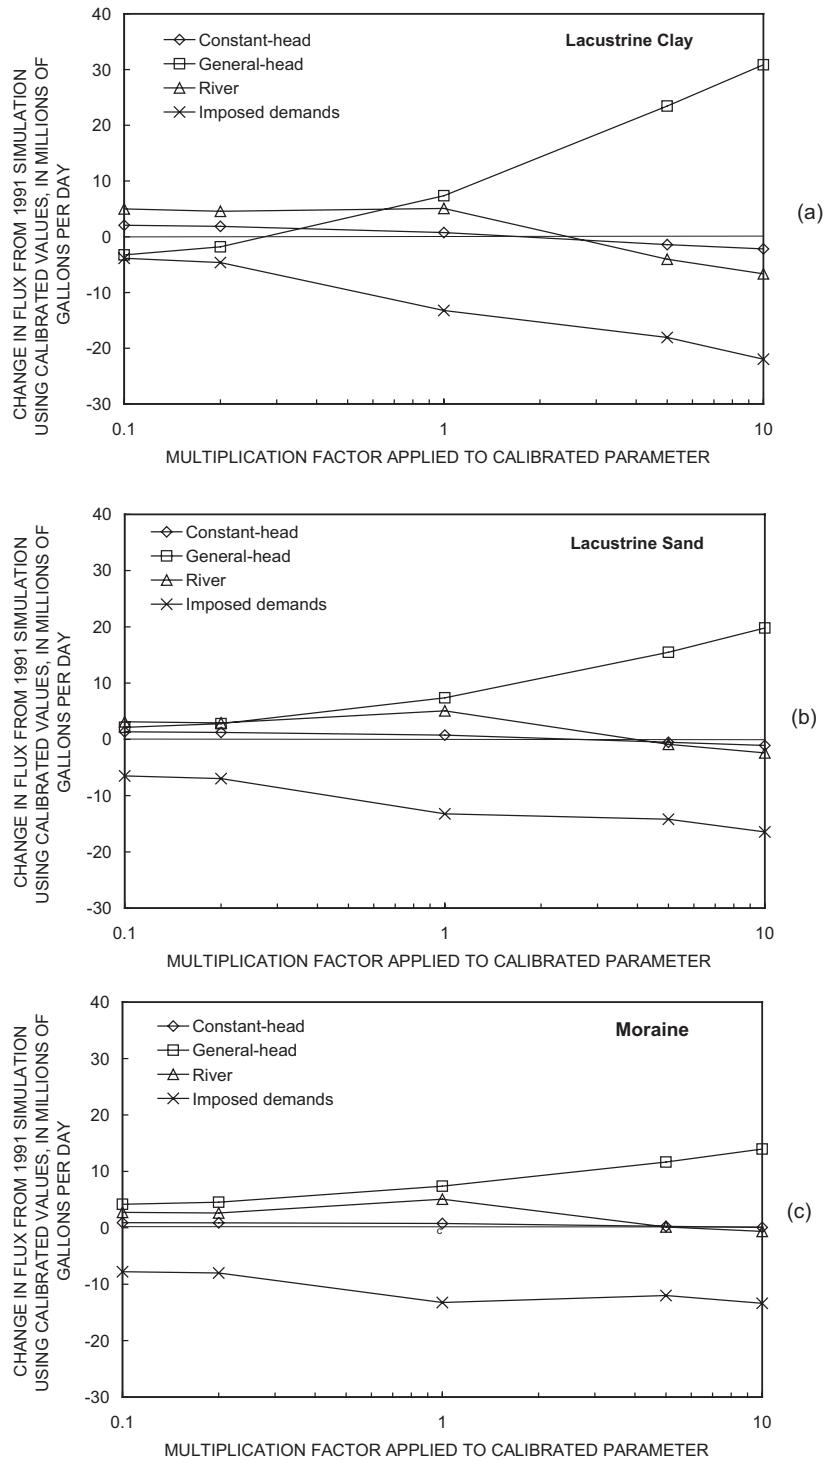 CHANGE IN FLUX FROM 1991 SIMULATION
USING CALIBRATED VALUES, IN MILLIONS OF
GALLONS PER DAY
40
30
20
10
0
-10
-20
-30
Constant-head
General-head
River
Imposed demands
Lacustrine Clay
(a)
0.1
1
10
MULTIPLICATION FACTOR APPLIED TO CALIBRATED PARAMETER
CHANGE IN FLUX FROM 1991 SIMULATION
USING CALIBRATED VALUES, IN MILLIONS OF
GALLONS PER DAY
40
30
20
10
0
-10
-20
-30
Constant-head
General-head
River
Imposed demands
Lacustrine Sand
(b)
0.1
1
10
MULTIPLICATION FACTOR APPLIED TO CALIBRATED PARAMETER
CHANGE IN FLUX FROM 1991 SIMULATION
USING CALIBRATED VALUES, IN MILLIONS OF
GALLONS PER DAY
40
30
20
10
0
-10
-20
-30
Constant-head
General-head
River
Imposed demands
Moraine
(c)
c
0.1
1
10
MULTIPLICATION FACTOR APPLIED TO CALIBRATED PARAMETER